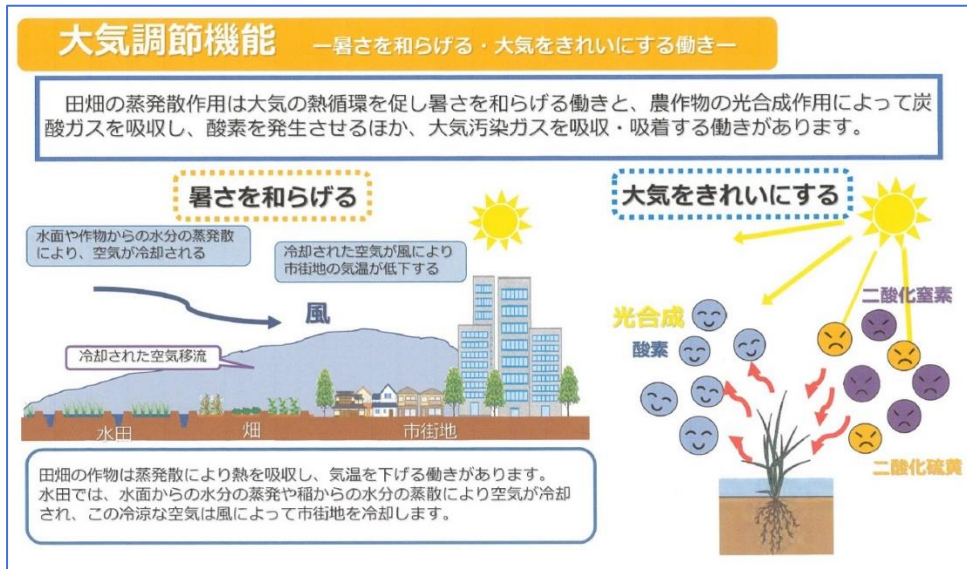 大気調節機能 ー暑さを和らげる・大気をきれいにする働きー
田畑の蒸発散作用は大気の熱循環を促し暑さを和らげる働きと、農作物の光合成作用によって炭
酸ガスを吸収し、酸素を発生させるほか、大気汚染ガスを吸収・吸着する働きがあります。
暑さを和らげる
水面や作物からの水分の蒸発散
により、空気が冷却される
冷却された空気が風により
市街地の気温が低下する
風
冷却された空気移流
水田
畑
市街地
田畑の作物は蒸発散により熱を吸収し、気温を下げる働きがあります。
水田では、水面からの水分の蒸発や稲からの水分の蒸散により空気が冷却
され、この冷涼な空気は風によって市街地を冷却します。
大気をきれいにする
光合成
酸素
二酸化窒素
二酸化硫黄